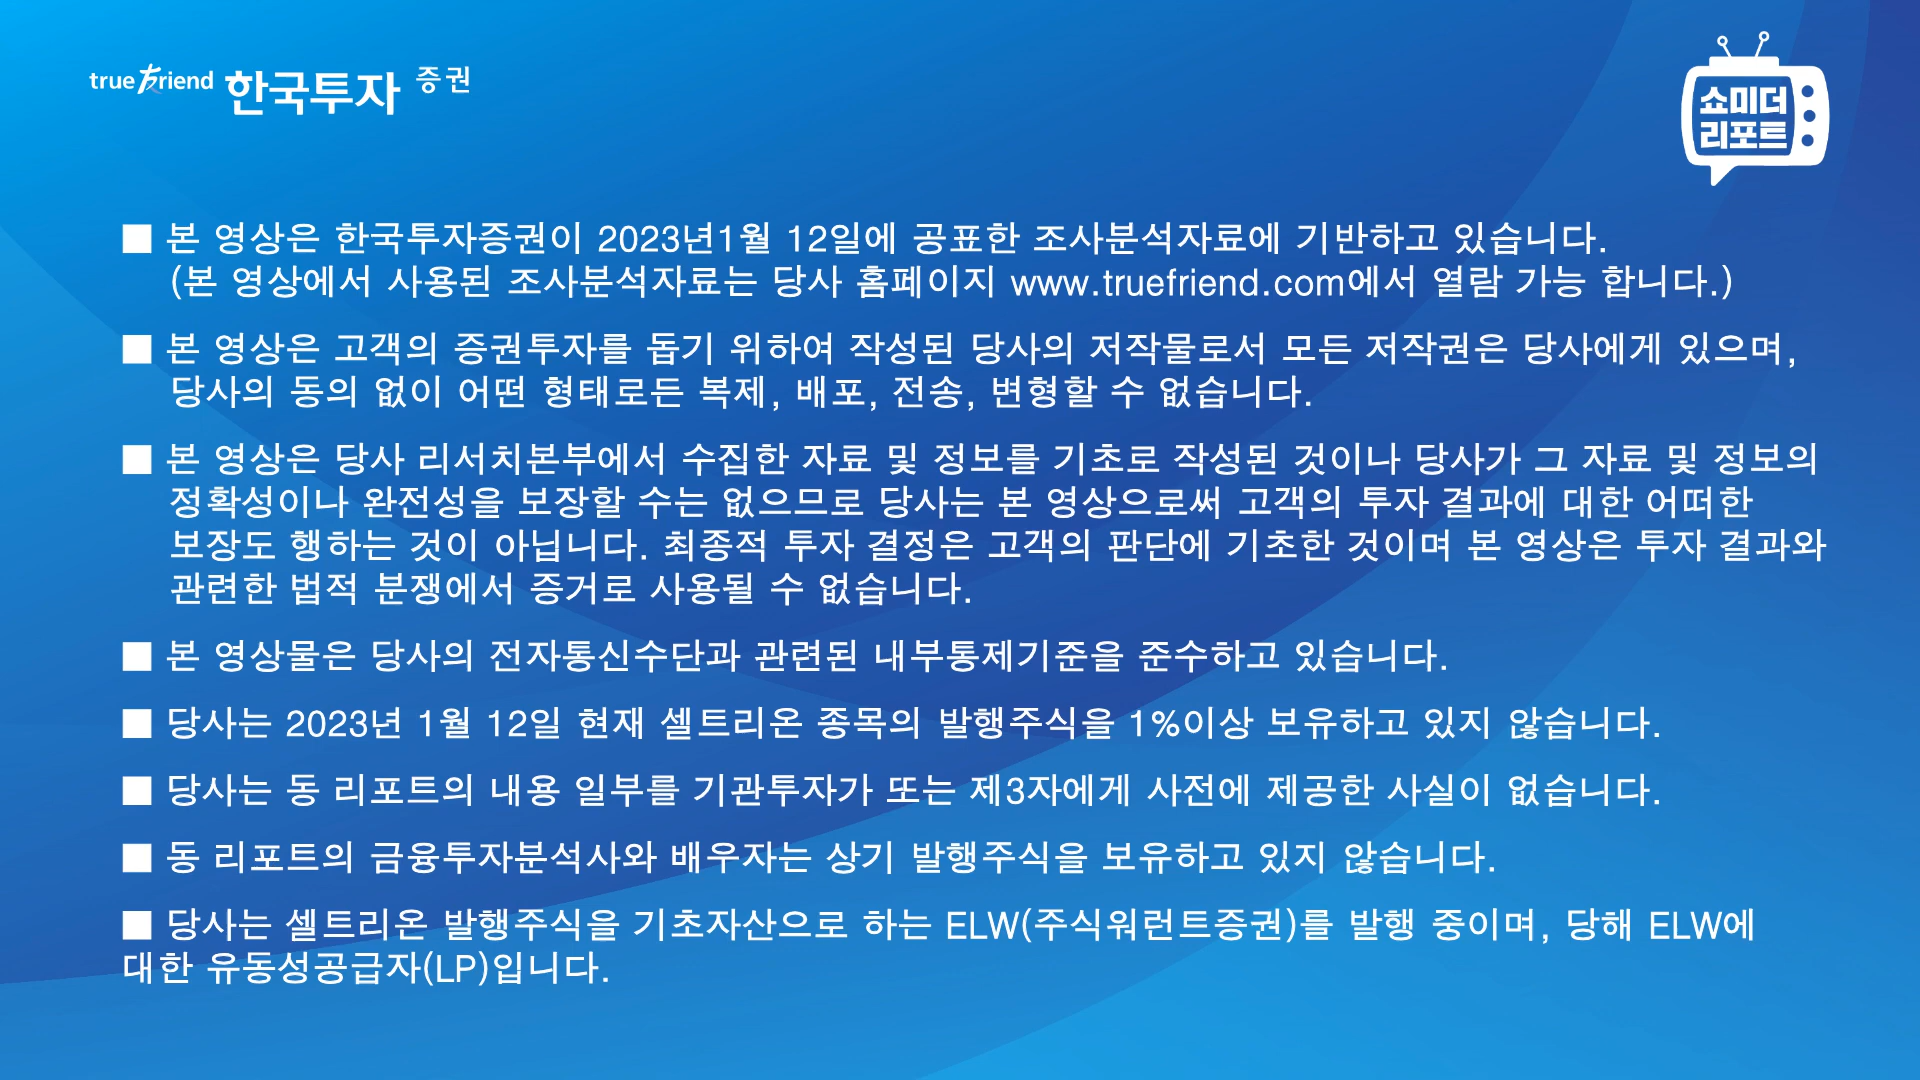 true friend 한국투자 증권
쇼미더
리포트
■ 본 영상은 한국투자증권이 2023년1월 12일에 공표한 조사분석자료에 기반하고 있습니다.
(본 영상에서 사용된 조사분석자료는 당사 홈페이지 www.truefriend.com에서 열람 가능 합니다.)
■ 본 영상은 고객의 증권투자를 돕기 위하여 작성된 당사의 저작물로서 모든 저작권은 당사에게 있으며,
당사의 동의 없이 어떤 형태로든 복제, 배포, 전송, 변형할 수 없습니다.
■ 본 영상은 당사 리서치본부에서 수집한 자료 및 정보를 기초로 작성된 것이나 당사가 그 자료 및 정보의
정확성이나 완전성을 보장할 수는 없으므로 당사는 본 영상으로써 고객의 투자 결과에 대한 어떠한
보장도 행하는 것이 아닙니다. 최종적 투자 결정은 고객의 판단에 기초한 것이며 본 영상은 투자 결과와
관련한 법적 분쟁에서 증거로 사용될 수 없습니다.
■ 본 영상물은 당사의 전자통신수단과 관련된 내부통제기준을 준수하고 있습니다.
■ 당사는 2023년 1월 12일 현재 셀트리온 종목의 발행주식을 1%이상 보유하고 있지 않습니다.
■ 당사는 동 리포트의 내용 일부를 기관투자가 또는 제3자에게 사전에 제공한 사실이 없습니다.
■ 동 리포트의 금융투자분석사와 배우자는 상기 발행주식을 보유하고 있지 않습니다.
■ 당사는 셀트리온 발행주식을 기초자산으로 하는 ELW(주식워런트증권)를 발행 중이며, 당해 ELW에
대한 유동성공급자(LP)입니다.